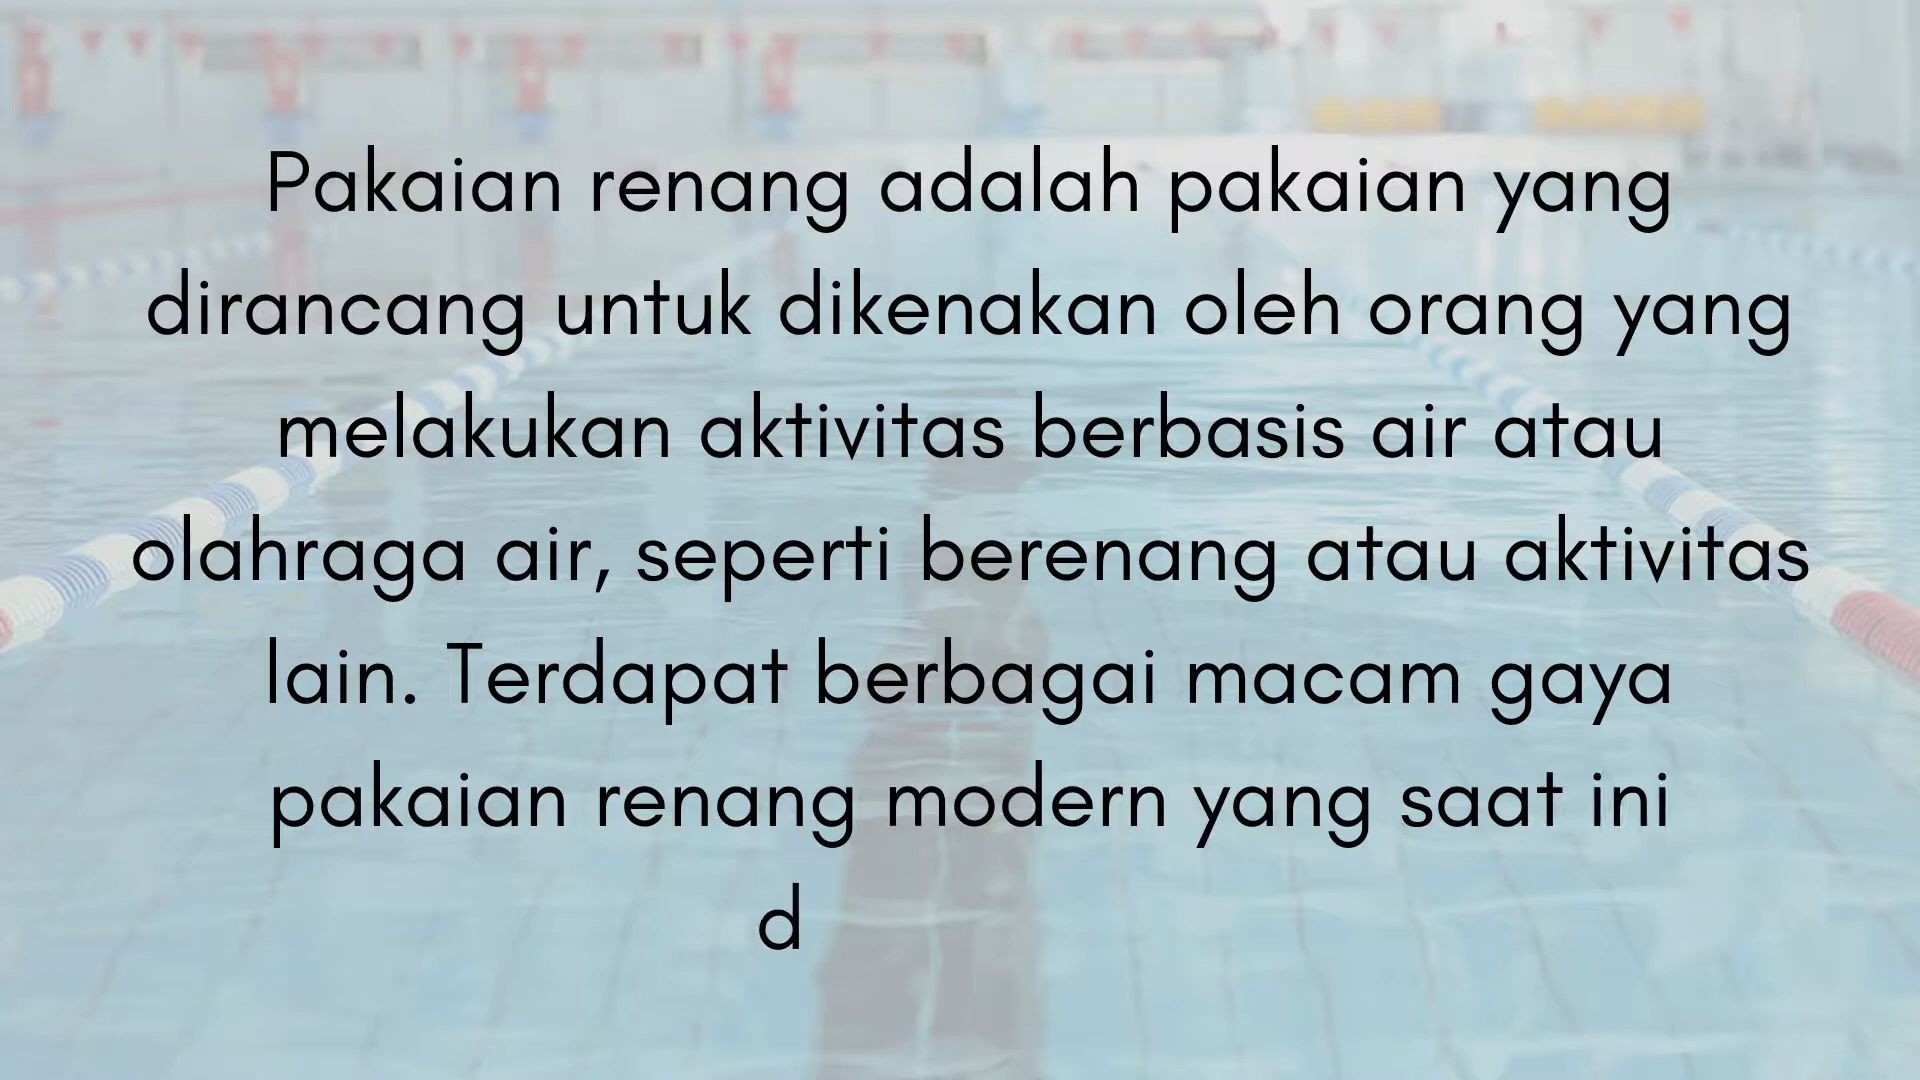 Pakaian renang adalah pakaian yang
dirancang untuk dikenakan oleh orang yang
melakukan aktivitas berbasis air atau
olahraga air, seperti berenang atau aktivitas
lain. Terdapat berbagai macam gaya
pakaian renang modern yang saat ini
d